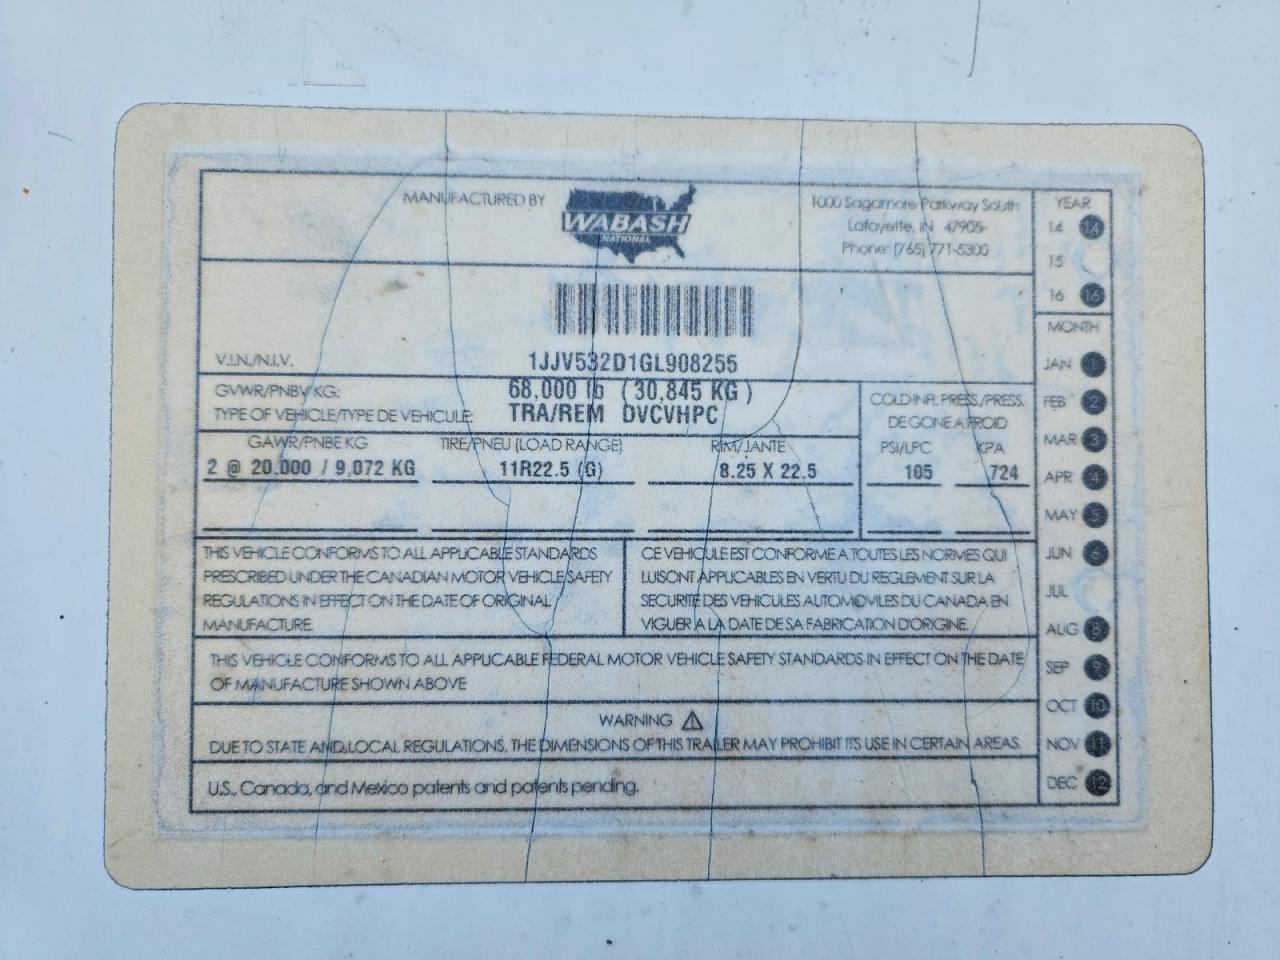 MANUFACTURED BY
WABASH
NATIONAL
1000 Sagamore Parkway South
Lafayette, IN 47905
Phone: (765) 771-5300
V.I.N./N.I.V.
1JJV532D1GL908255
GVWR/PNBV KG: 68,000 lb (30,845 KG)
TYPE OF VEHICLE/TYPE DE VEHICULE: TRA/REM DVCVHPC
COLD INFL. PRESS./PRESS.
DE GONE A FROID
GAWR/PNBE KG TIRE/PNEU (LOAD RANGE) RIM/JANTE PSI/LPC KPA
2 @ 20,000 / 9,072 KG 11R22.5 (G) 8.25 X 22.5 105 724
THIS VEHICLE CONFORMS TO ALL APPLICABLE STANDARDS
PRESCRIBED UNDER THE CANADIAN MOTOR VEHICLE SAFETY
REGULATIONS IN EFFECT ON THE DATE OF ORIGINAL
MANUFACTURE.
CE VEHICULE EST CONFORME A TOUTES LES NORMES QUI
LUI SONT APPLICABLES EN VERTU DU REGLEMENT SUR LA
SECURITE DES VEHICULES AUTOMOVILES DU CANADA EN
VIGUER A LA DATE DE SA FABRICATION D'ORIGINE.
THIS VEHICLE CONFORMS TO ALL APPLICABLE FEDERAL MOTOR VEHICLE SAFETY STANDARDS IN EFFECT ON THE DATE
OF MANUFACTURE SHOWN ABOVE
WARNING
DUE TO STATE AND LOCAL REGULATIONS, THE DIMENSIONS OF THIS TRAILER MAY PROHIBIT ITS USE IN CERTAIN AREAS.
U.S., Canada, and Mexico patents and patents pending.
YEAR
14 14
15
16 16
MONTH
JAN 1
FEB 2
MAR 3
APR 4
MAY 5
JUN 6
JUL
AUG 8
SEP 9
OCT 10
NOV 11
DEC 12